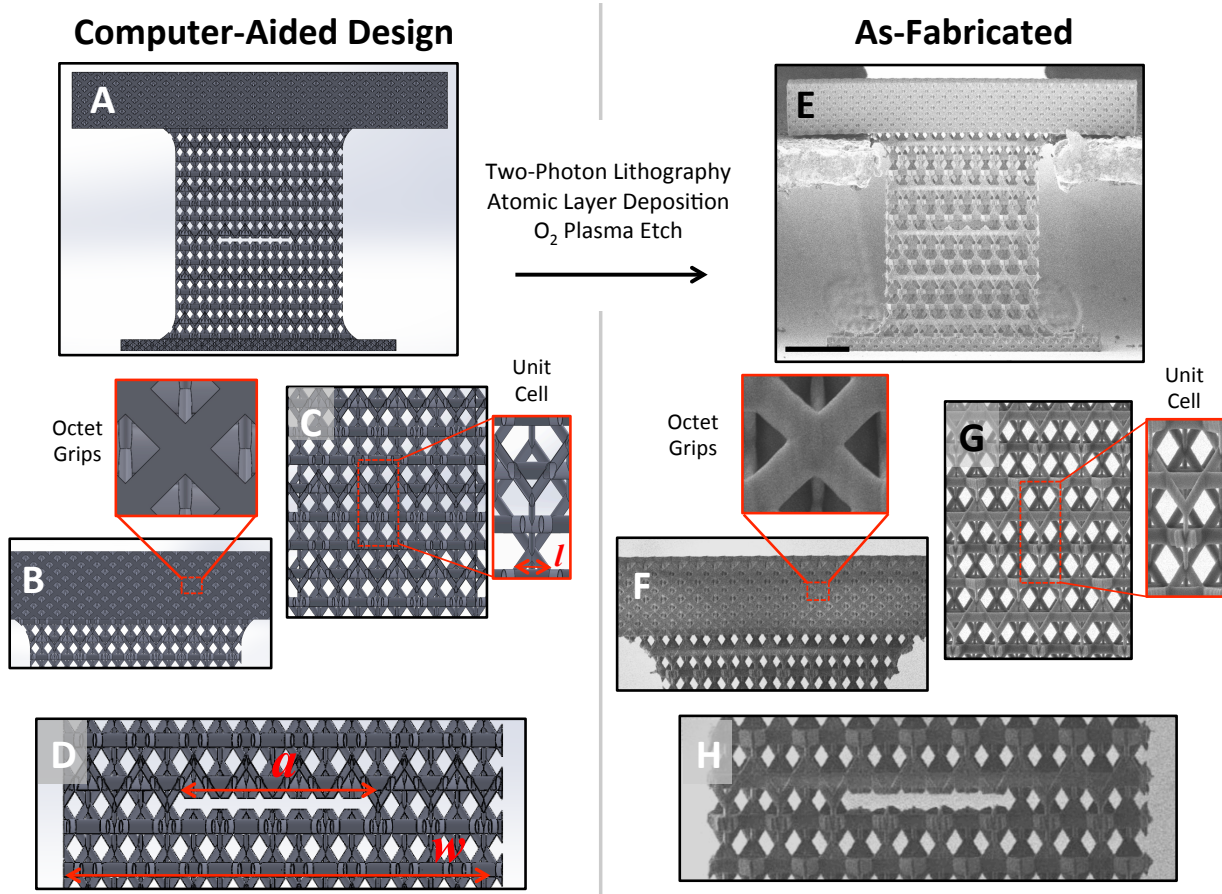 Computer-Aided Design
As-Fabricated
A
E
Two-Photon Lithography
Atomic Layer Deposition
O₂ Plasma Etch
Octet
Grips
C
Unit
Cell
l
B
Octet
Grips
G
Unit
Cell
F
D
a
w
H